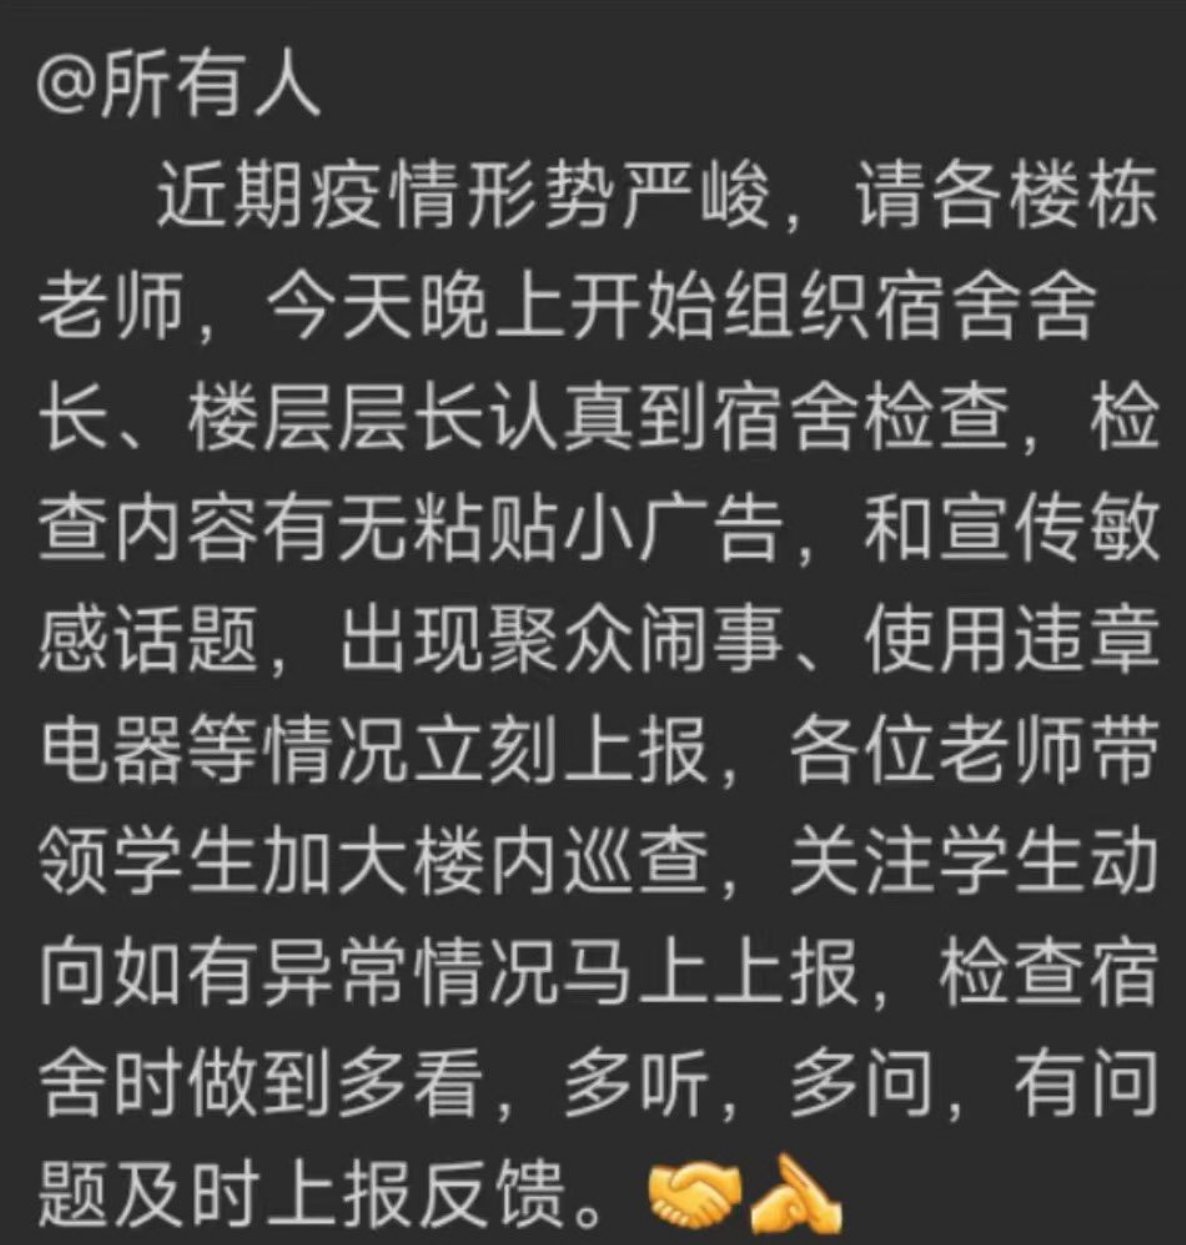 @所有人
近期疫情形势严峻，请各楼栋
老师，今天晚上开始组织宿舍舍
长、楼层层长认真到宿舍检查，检
查内容有无粘贴小广告，和宣传敏
感话题，出现聚众闹事、使用违章
电器等情况立刻上报，各位老师带
领学生加大楼内巡查，关注学生动
向如有异常情况马上上报，检查宿
舍时做到多看，多听，多问，有问
题及时上报反馈。